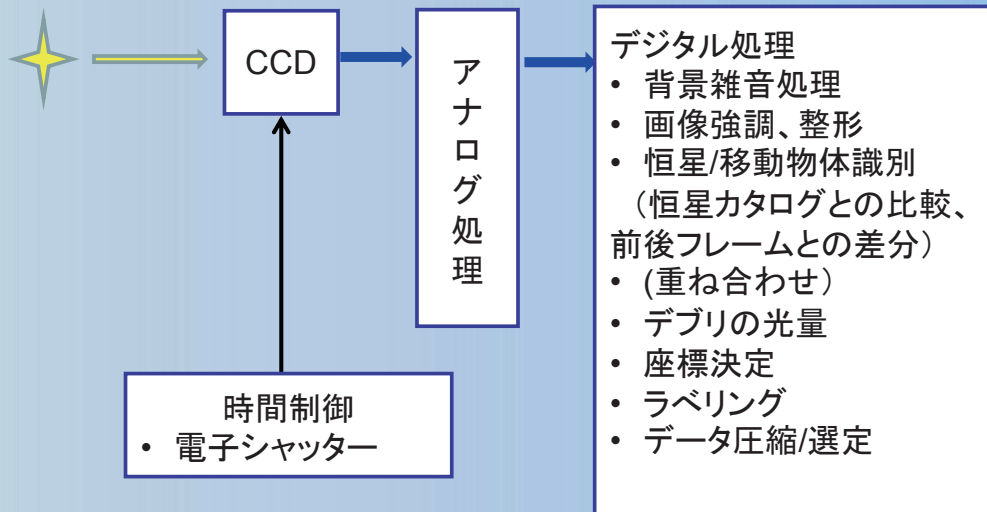 CCD
アナログ処理
デジタル処理
• 背景雑音処理
• 画像強調、整形
• 恒星/移動物体識別
（恒星カタログとの比較、
前後フレームとの差分）
• (重ね合わせ）
• デブリの光量
• 座標決定
• ラベリング
• データ圧縮/選定
時間制御
• 電子シャッター